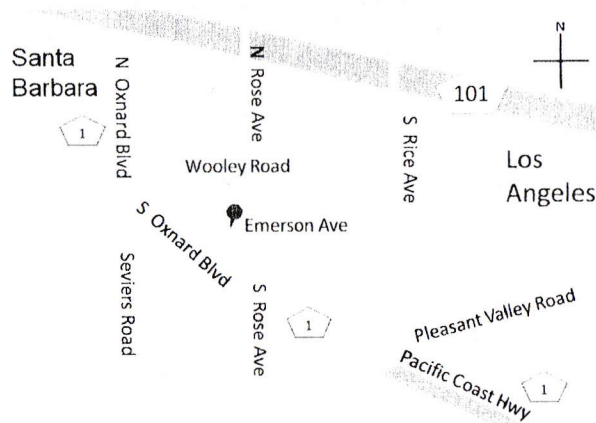 N
Santa
Barbara
N Oxnard Blvd
N Rose Ave
101
1
S Rice Ave
Wooley Road
Los
Angeles
Emerson Ave
S Oxnard Blvd
Seviers Road
S Rose Ave
1
Pleasant Valley Road
Pacific Coast Hwy
1